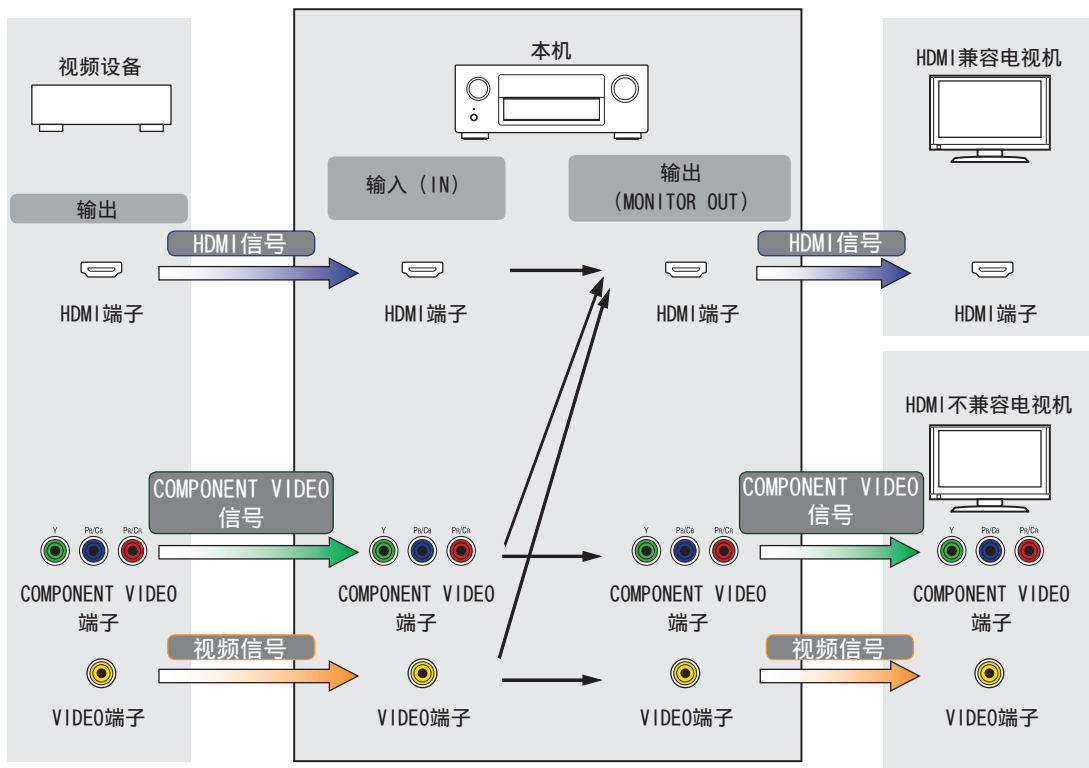 视频设备
本机
HDMI兼容电视机
输出
输入 (IN)
输出
(MONITOR OUT)
HDMI信号
HDMI信号
HDMI端子
HDMI端子
HDMI端子
HDMI端子
HDMI不兼容电视机
COMPONENT VIDEO
信号
COMPONENT VIDEO
信号
Y PB/CB PR/CR
Y PB/CB PR/CR
Y PB/CB PR/CR
Y PB/CB PR/CR
COMPONENT VIDEO
端子
COMPONENT VIDEO
端子
COMPONENT VIDEO
端子
COMPONENT VIDEO
端子
视频信号
视频信号
VIDEO端子
VIDEO端子
VIDEO端子
VIDEO端子